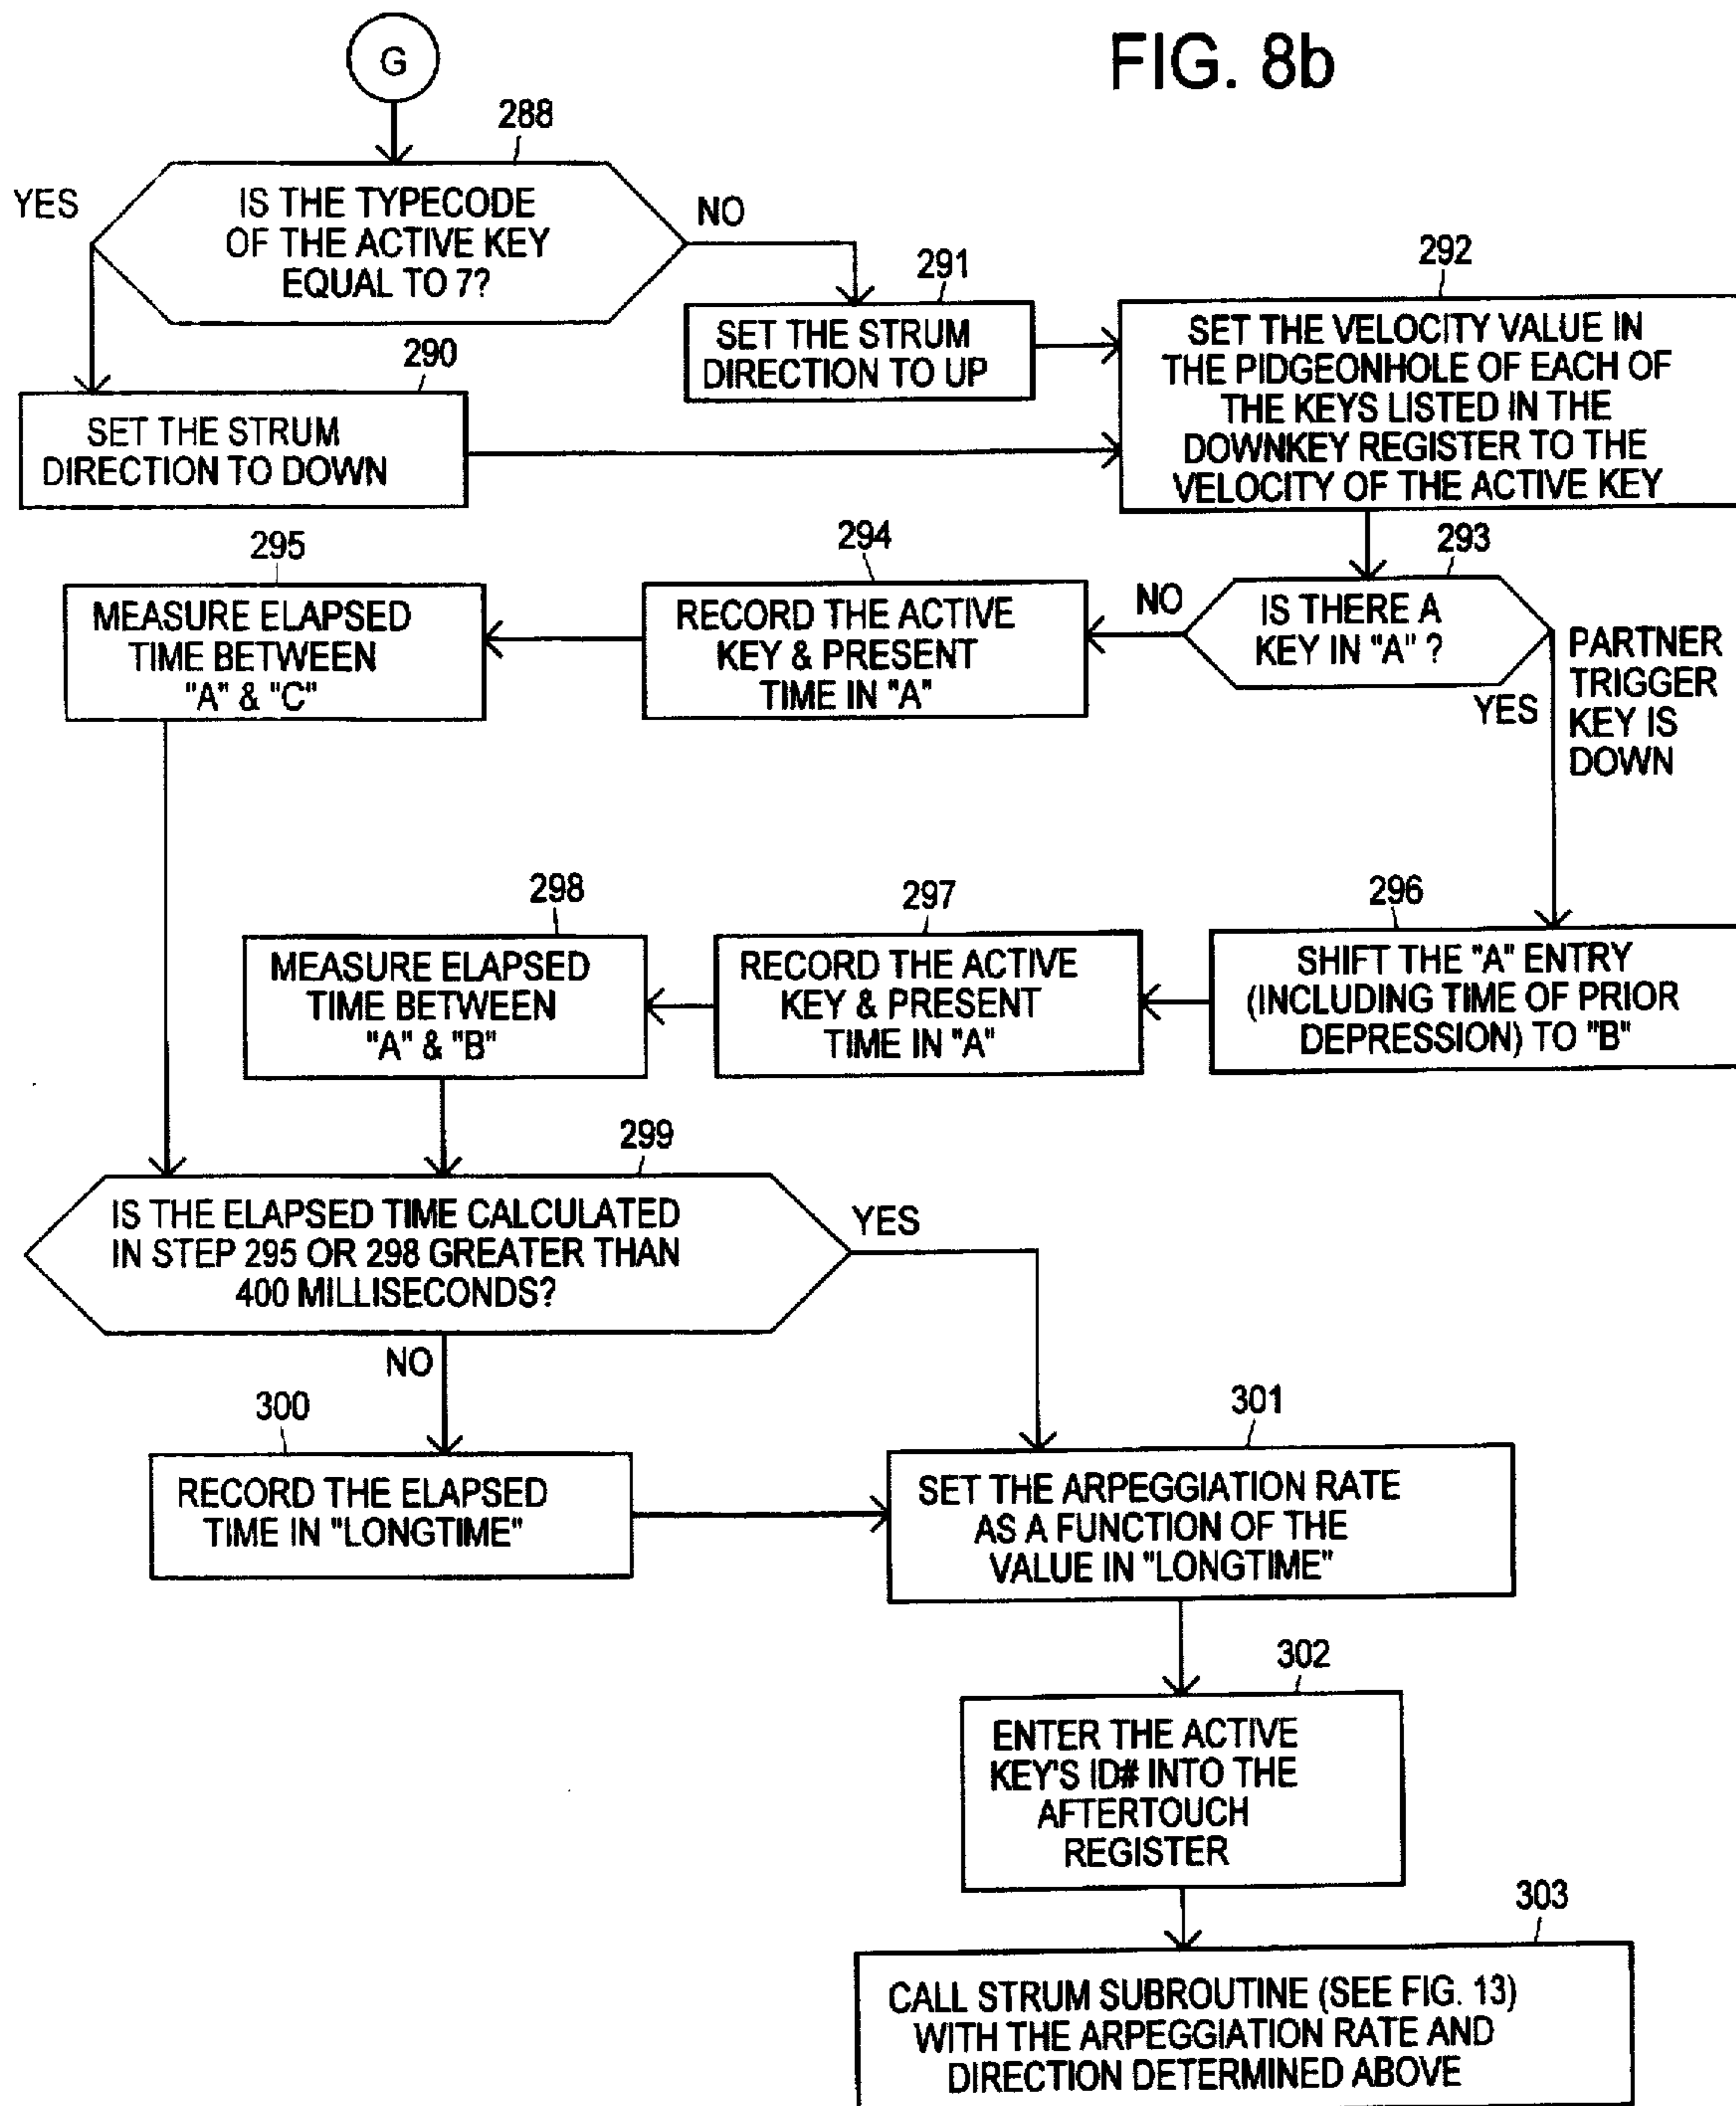 FIG. 8b
G
288
IS THE TYPECODE
OF THE ACTIVE KEY
EQUAL TO 7?
YES
NO
290
SET THE STRUM
DIRECTION TO DOWN
291
SET THE STRUM
DIRECTION TO UP
292
SET THE VELOCITY VALUE IN
THE PIDGEONHOLE OF EACH OF
THE KEYS LISTED IN THE
DOWNKEY REGISTER TO THE
VELOCITY OF THE ACTIVE KEY
293
IS THERE A
KEY IN "A" ?
NO
YES
PARTNER
TRIGGER
KEY IS
DOWN
294
RECORD THE ACTIVE
KEY & PRESENT
TIME IN "A"
295
MEASURE ELAPSED
TIME BETWEEN
"A" & "C"
296
SHIFT THE "A" ENTRY
(INCLUDING TIME OF PRIOR
DEPRESSION) TO "B"
297
RECORD THE ACTIVE
KEY & PRESENT
TIME IN "A"
298
MEASURE ELAPSED
TIME BETWEEN
"A" & "B"
299
IS THE ELAPSED TIME CALCULATED
IN STEP 295 OR 298 GREATER THAN
400 MILLISECONDS?
YES
NO
300
RECORD THE ELAPSED
TIME IN "LONGTIME"
301
SET THE ARPEGGIATION RATE
AS A FUNCTION OF THE
VALUE IN "LONGTIME"
302
ENTER THE ACTIVE
KEY'S ID# INTO THE
AFTERTOUCH
REGISTER
303
CALL STRUM SUBROUTINE (SEE FIG. 13)
WITH THE ARPEGGIATION RATE AND
DIRECTION DETERMINED ABOVE